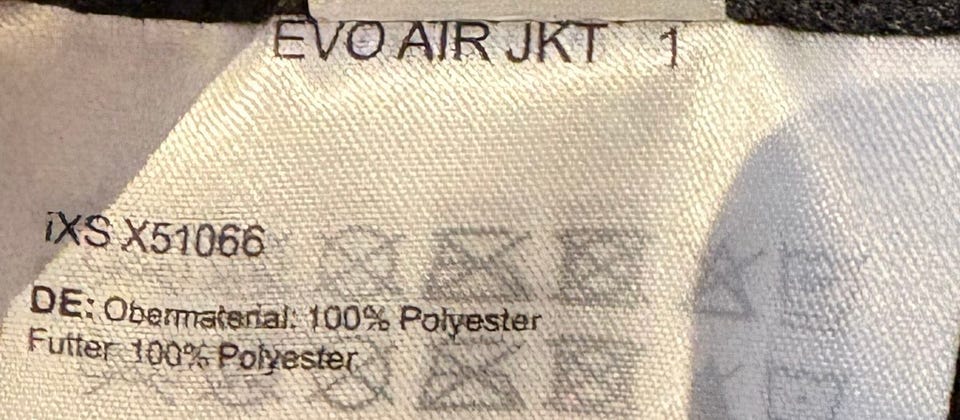 EVO AIR JKT 1
iXS X51066
DE: Obermaterial: 100% Polyester
Futter: 100% Polyester